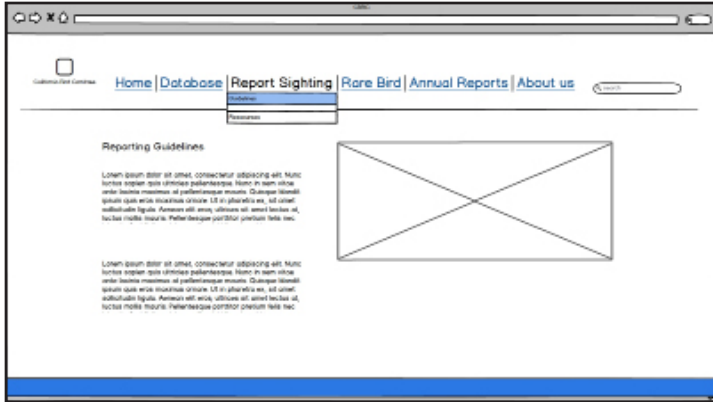 Home | Database | Report Sighting | Rare Bird | Annual Reports | About us
search
Guidelines
Resources
Reporting Guidelines
Lorem ipsum dolor sit amet, consectetur adipiscing elit. Nunc
luctus sapien quis ultricies pellentesque. Nunc in sem vitae
ante lacinia maximus at pellentesque mauris. Quisque blandit
ipsum quis eros maximus ornare. Ut in pharetra ex, sit amet
sollicitudin ligula. Aenean elit eros, ultrices sit amet lectus at,
luctus mollis mauris. Pellentesque porttitor pretium felis nec
Lorem ipsum dolor sit amet, consectetur adipiscing elit. Nunc
luctus sapien quis ultricies pellentesque. Nunc in sem vitae
ante lacinia maximus at pellentesque mauris. Quisque blandit
ipsum quis eros maximus ornare. Ut in pharetra ex, sit amet
sollicitudin ligula. Aenean elit eros, ultrices sit amet lectus at,
luctus mollis mauris. Pellentesque porttitor pretium felis nec